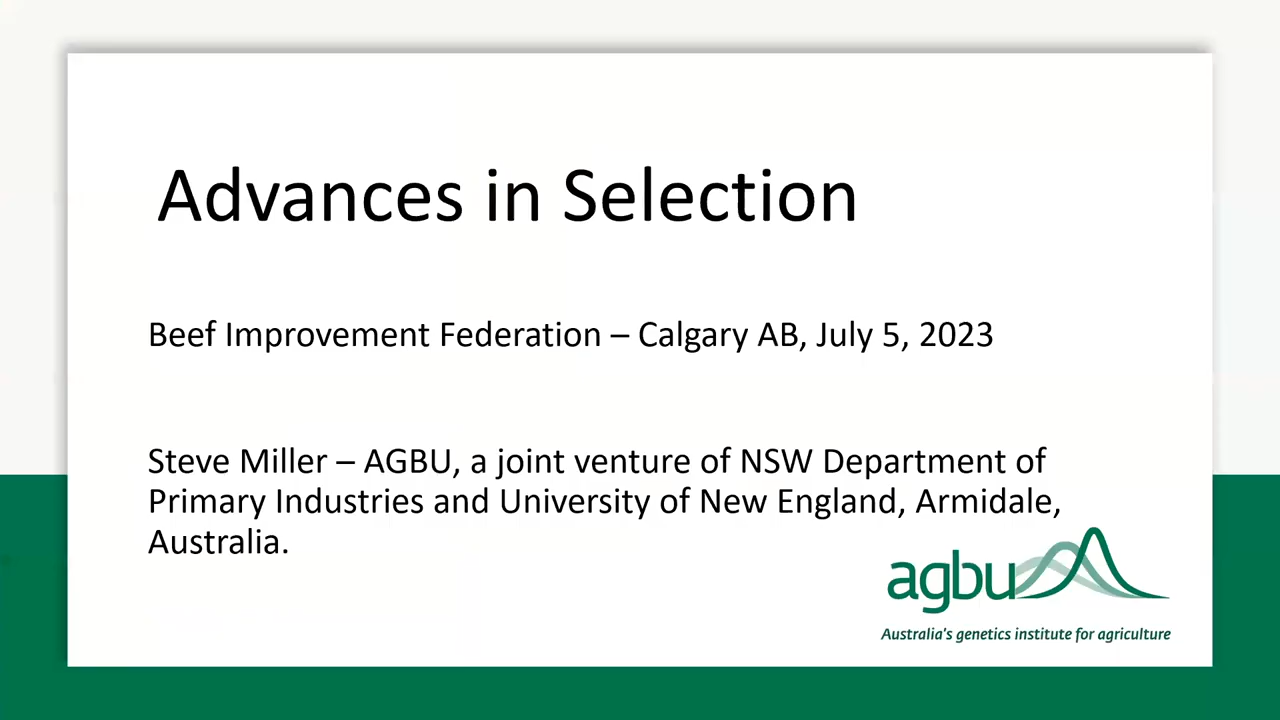 Advances in Selection
Beef Improvement Federation – Calgary AB, July 5, 2023
Steve Miller – AGBU, a joint venture of NSW Department of
Primary Industries and University of New England, Armidale,
Australia.
agbu
Australia's genetics institute for agriculture